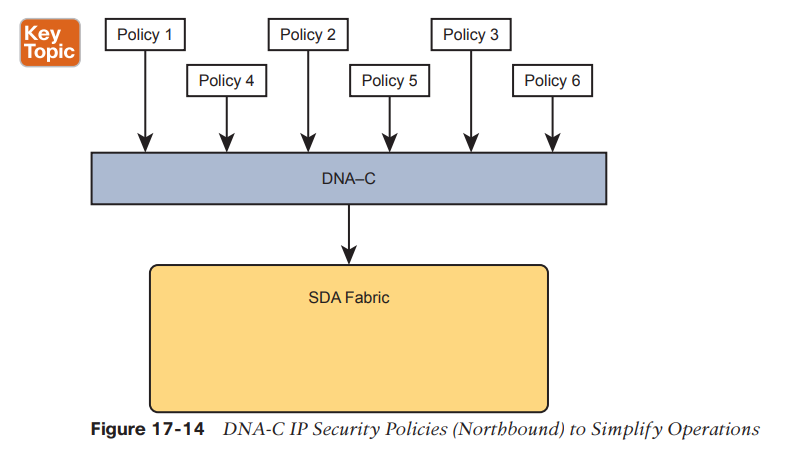 Key
Topic
Policy 1
Policy 2
Policy 3
Policy 4
Policy 5
Policy 6
DNA–C
SDA Fabric
Figure 17-14 DNA-C IP Security Policies (Northbound) to Simplify Operations